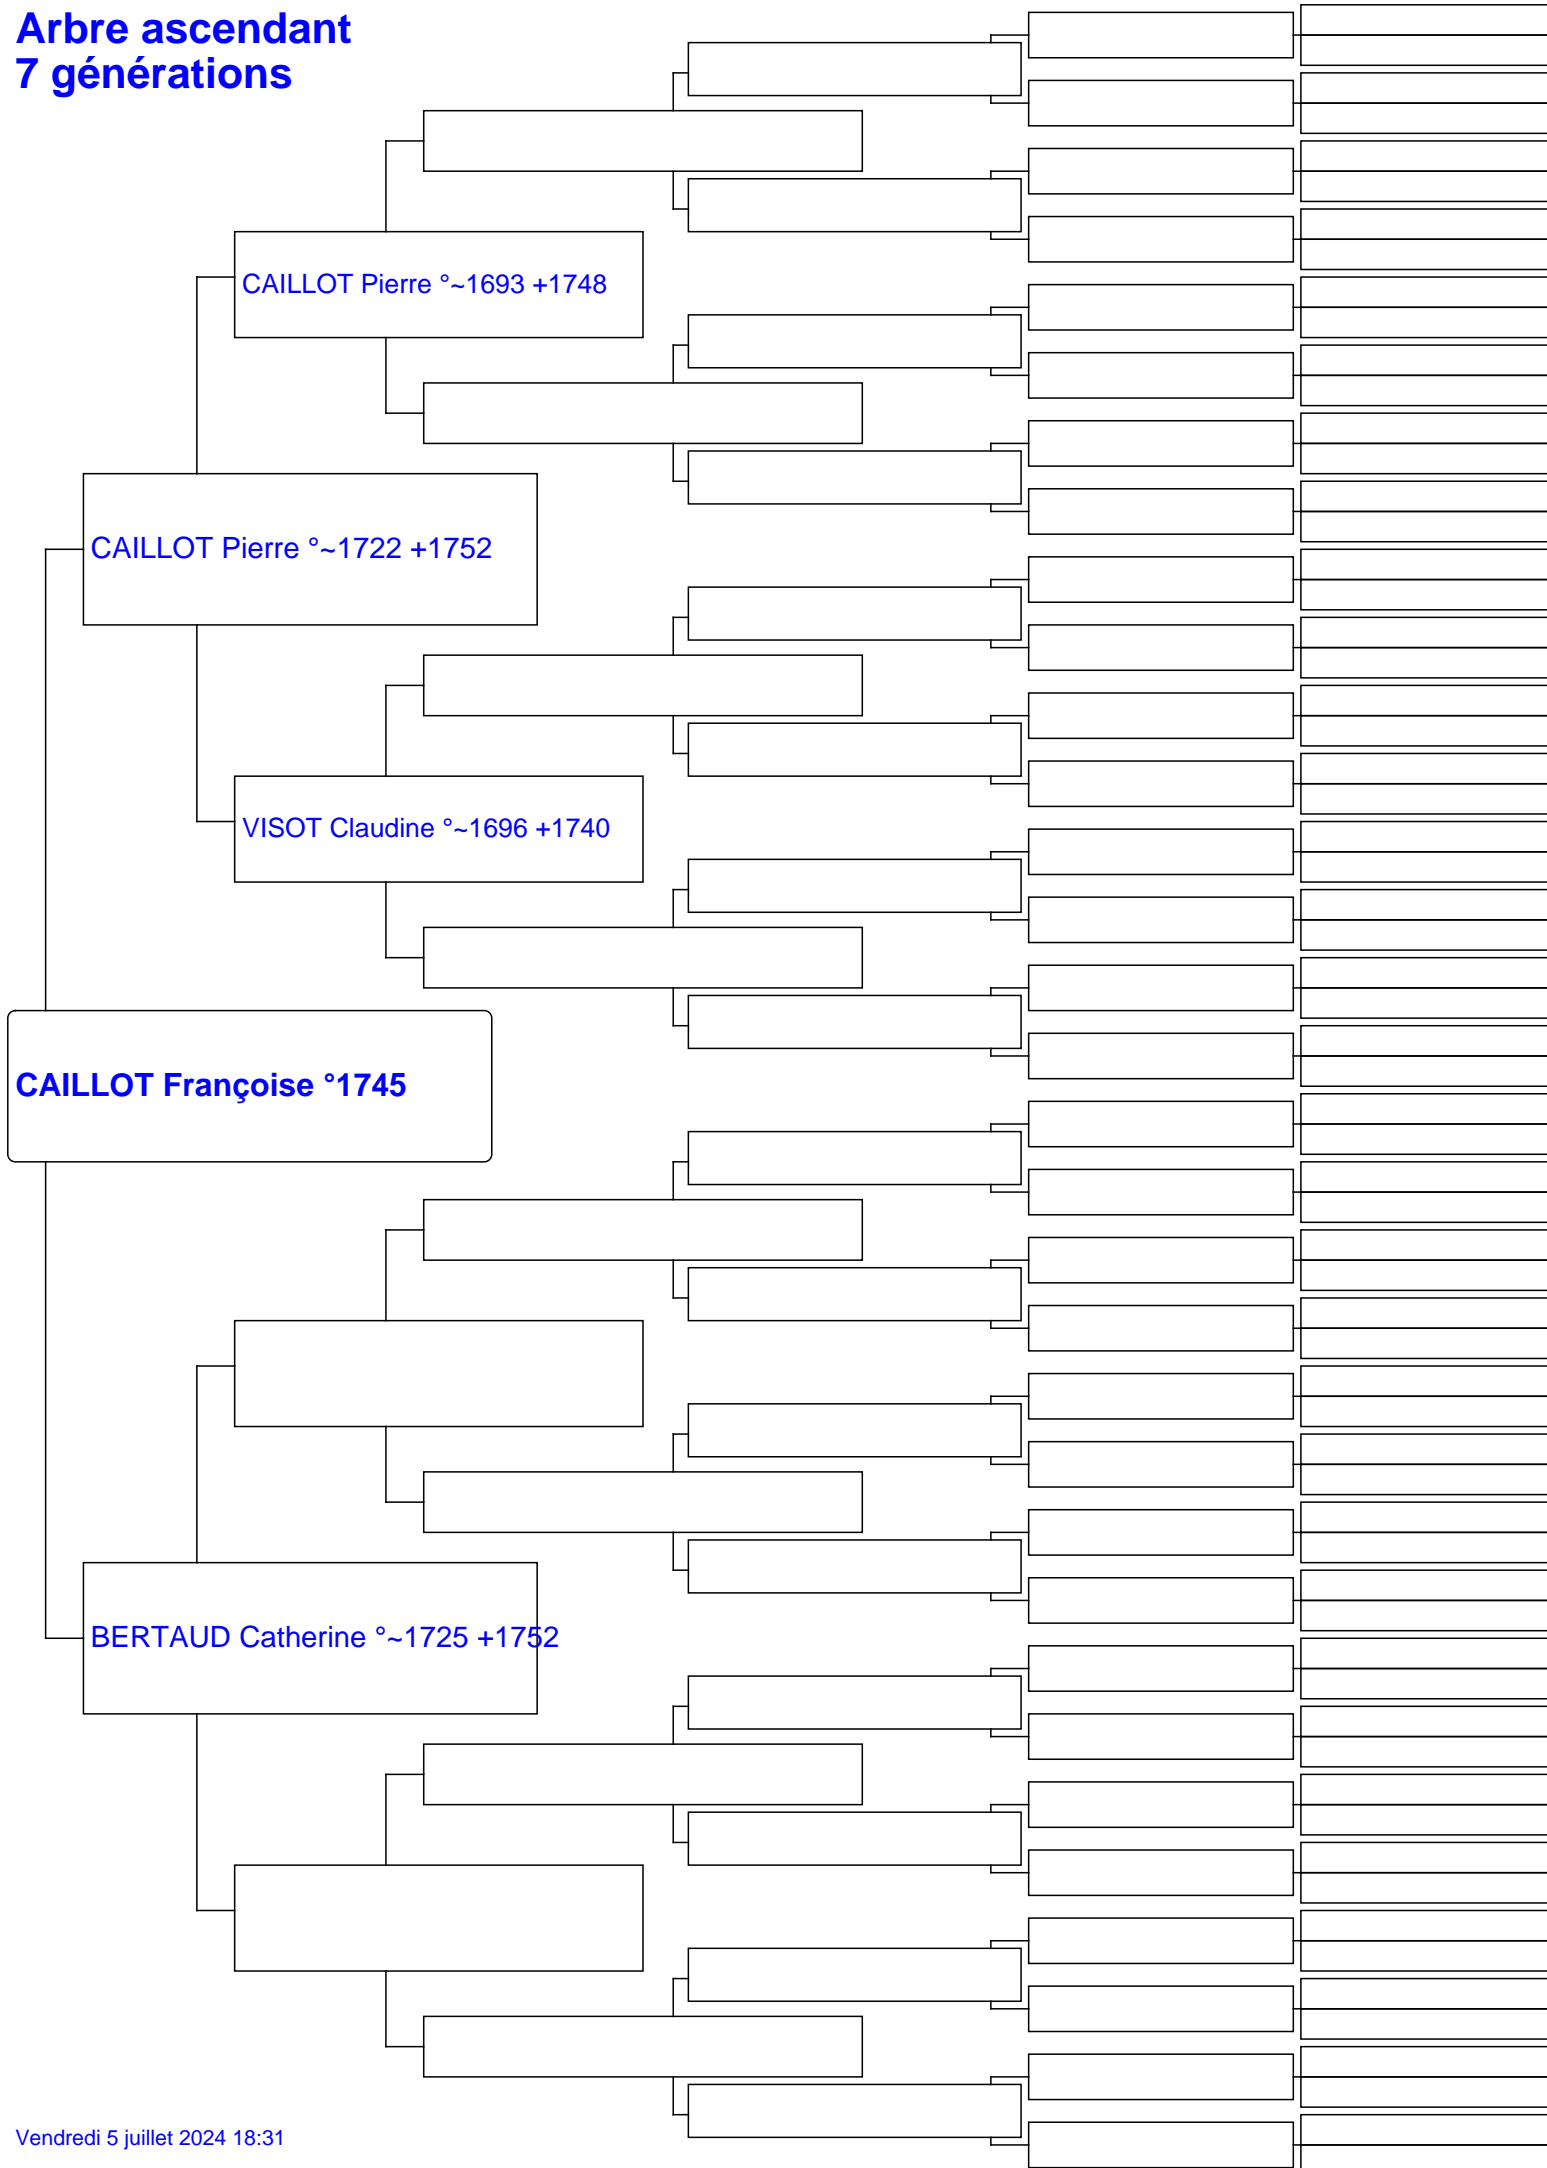 Arbre ascendant
7 générations
CAILLOT Pierre °~1693 +1748
CAILLOT Pierre °~1722 +1752
VISOT Claudine °~1696 +1740
CAILLOT Françoise °1745
BERTAUD Catherine °~1725 +1752
Vendredi 5 juillet 2024 18:31